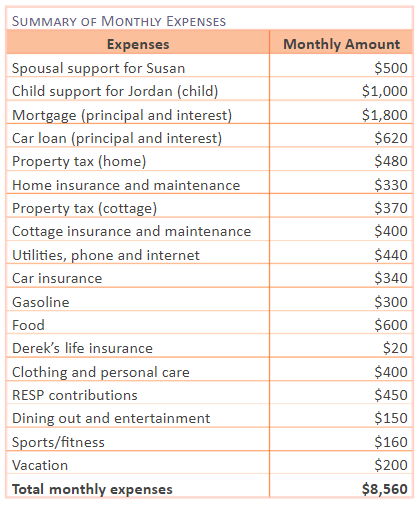 SUMMARY OF MONTHLY EXPENSES
Expenses Monthly Amount
Spousal support for Susan $500
Child support for Jordan (child) $1,000
Mortgage (principal and interest) $1,800
Car loan (principal and interest) $620
Property tax (home) $480
Home insurance and maintenance $330
Property tax (cottage) $370
Cottage insurance and maintenance $400
Utilities, phone and internet $440
Car insurance $340
Gasoline $300
Food $600
Derek's life insurance $20
Clothing and personal care $400
RESP contributions $450
Dining out and entertainment $150
Sports/fitness $160
Vacation $200
Total monthly expenses $8,560